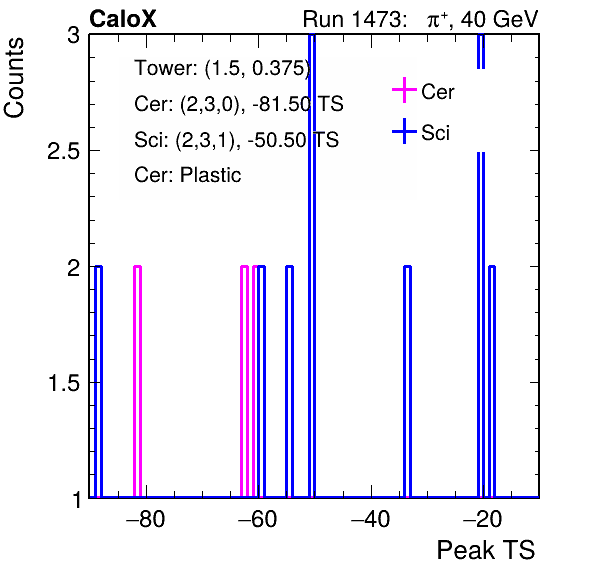 CaloX Run 1473: π⁺, 40 GeV
Counts
Tower: (1.5, 0.375)
Cer: (2,3,0), -81.50 TS
Sci: (2,3,1), -50.50 TS
Cer: Plastic
Cer
Sci
3
2.5
2
1.5
1
−80 −60 −40 −20
Peak TS